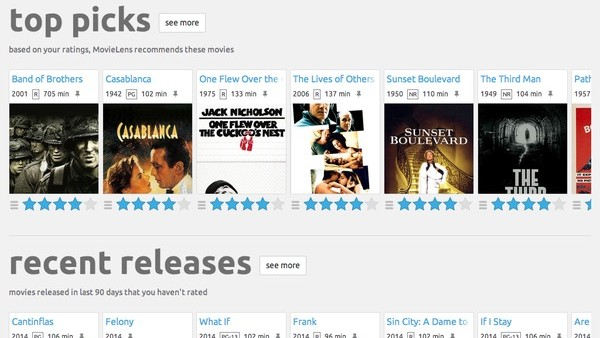 top picks see more
based on your ratings, MovieLens recommends these movies
Band of Brothers Casablanca One Flew Over the The Lives of Others Sunset Boulevard The Third Man Path
2001 R 705 min 1942 PG 102 min 1975 R 133 min 2006 R 137 min 1950 NR 110 min 1949 NR 104 min 1957
CASABLANCA
JACK NICHOLSON
ONE FLEW OVER
THE CUCKOO'S NEST
SUNSET
BOULEVARD
THE
THIRD
recent releases see more
movies released in last 90 days that you haven't rated
Cantinflas Felony What If Frank Sin City: A Dame to If I Stay Are
2014 PG 106 min 2014 2014 PG-13 102 min 2014 R 96 min 2014 R 102 min 2014 PG-13 106 min 2014